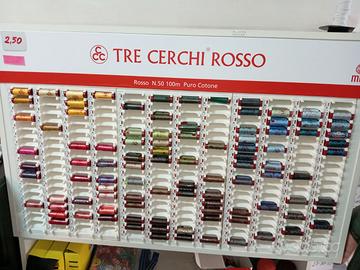 2,50
CCC TRE CERCHI ROSSO
Rosso N.50 100m Puro Cotone